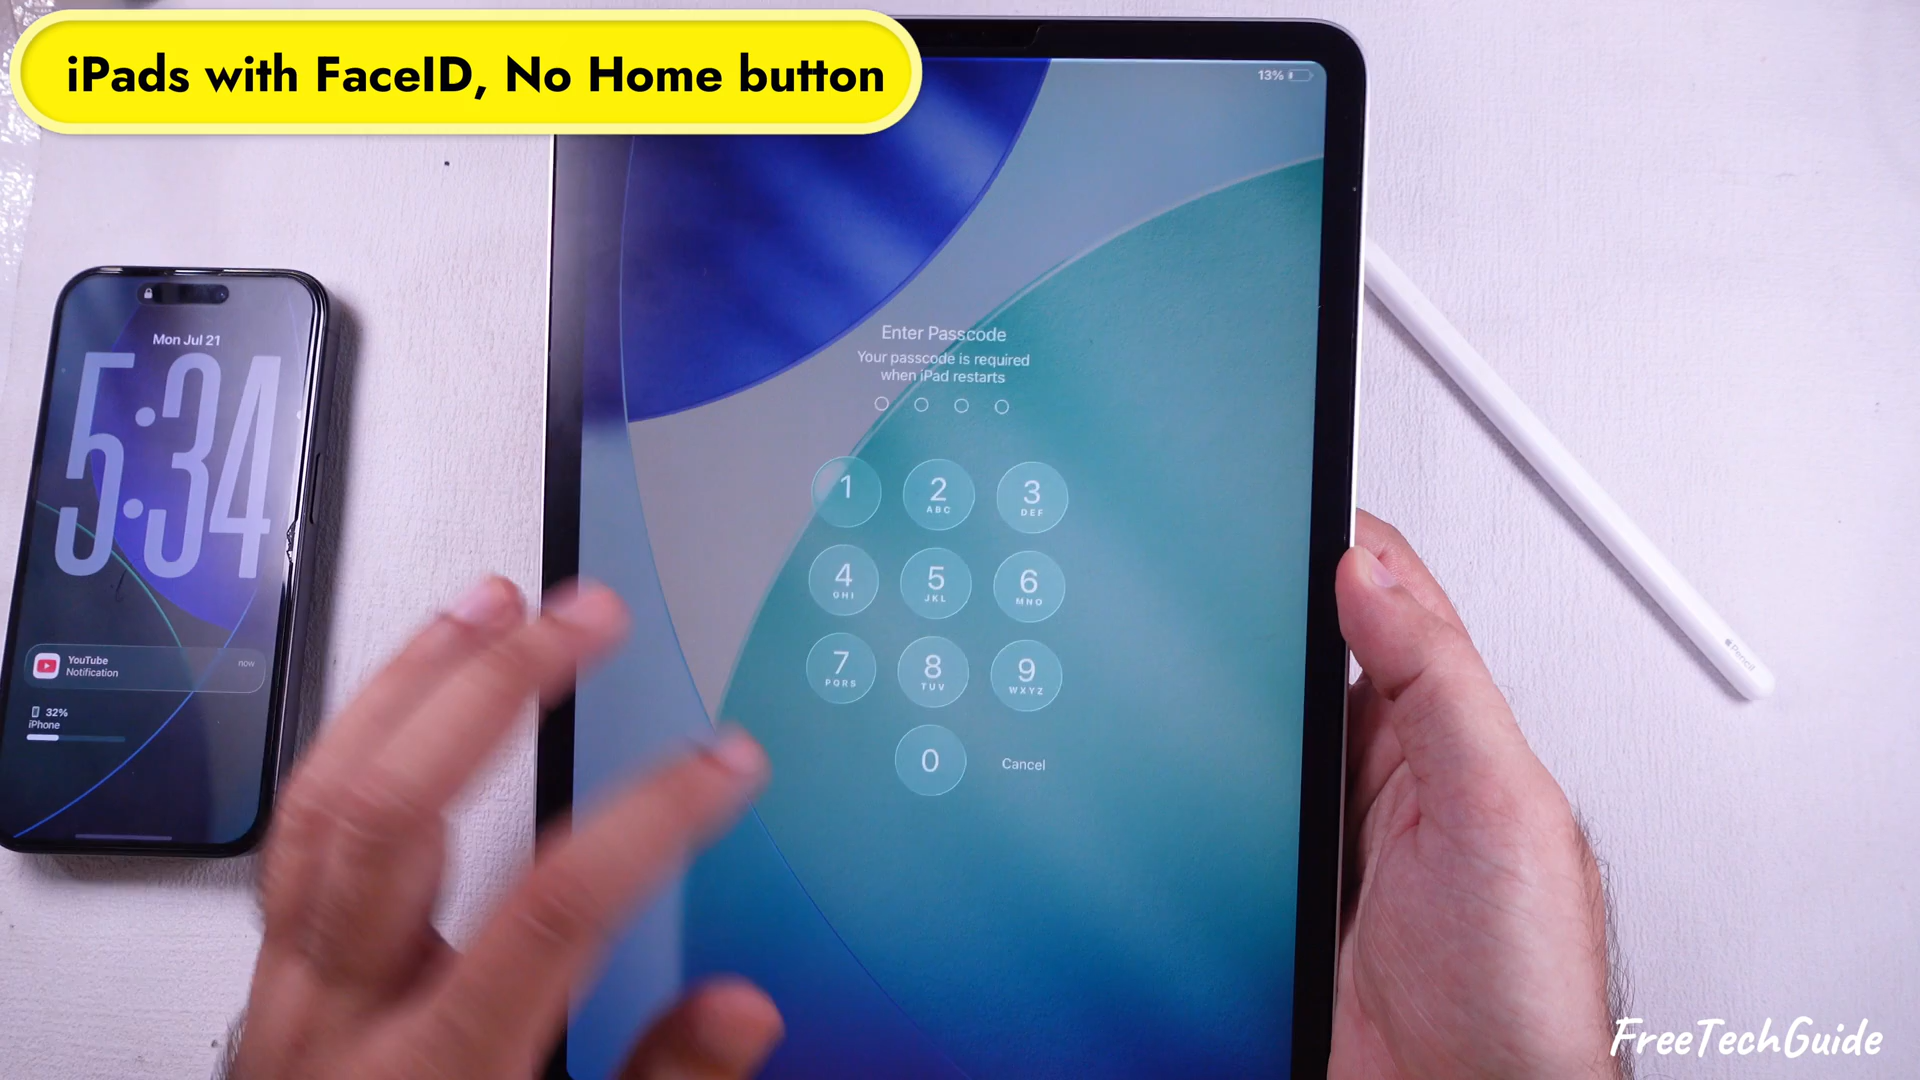 iPads with FaceID, No Home button
13%
Mon Jul 21
5:34
YouTube
now
Notification
32%
iPhone
Enter Passcode
Your passcode is required
when iPad restarts
1
2
ABC
3
DEF
4
GHI
5
JKL
6
MNO
7
PQRS
8
TUV
9
WXYZ
0
Cancel
Pencil
FreeTechGuide